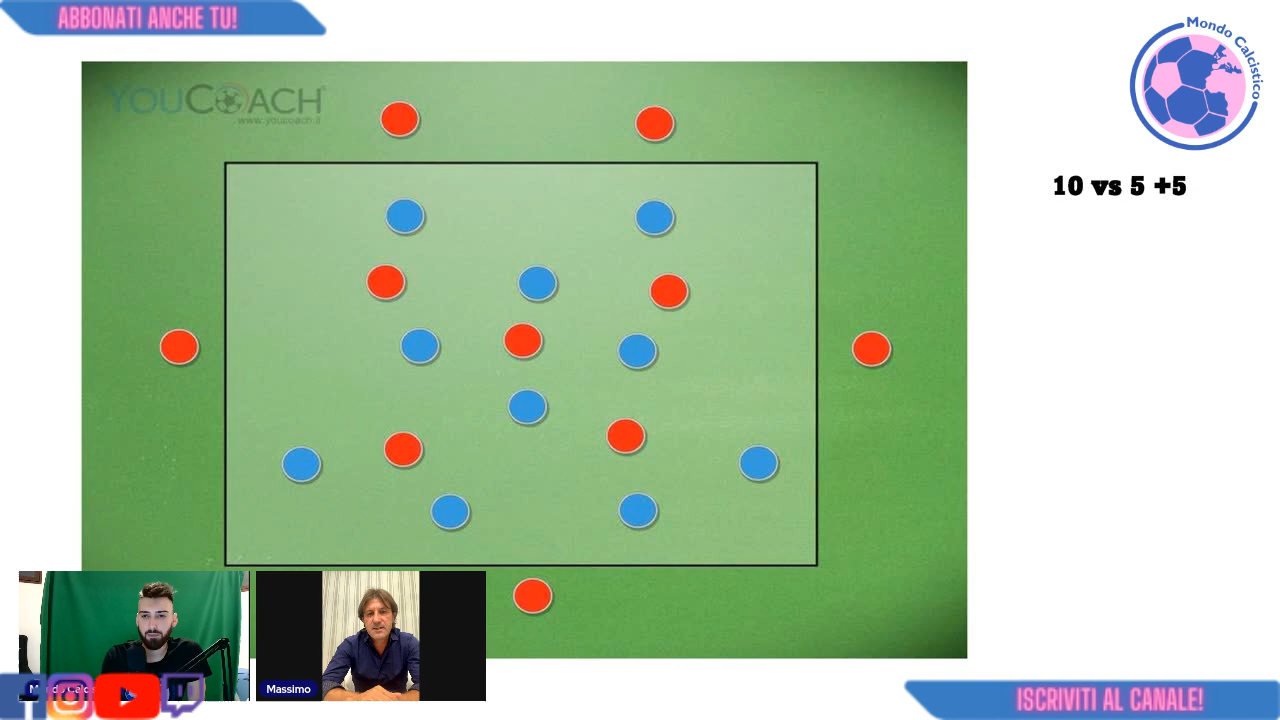 ABBONATI ANCHE TU!
Mondo Calcistico
YOUCOACH
www.youcoach.it
10 vs 5 +5
Massimo
ISCRIVITI AL CANALE!